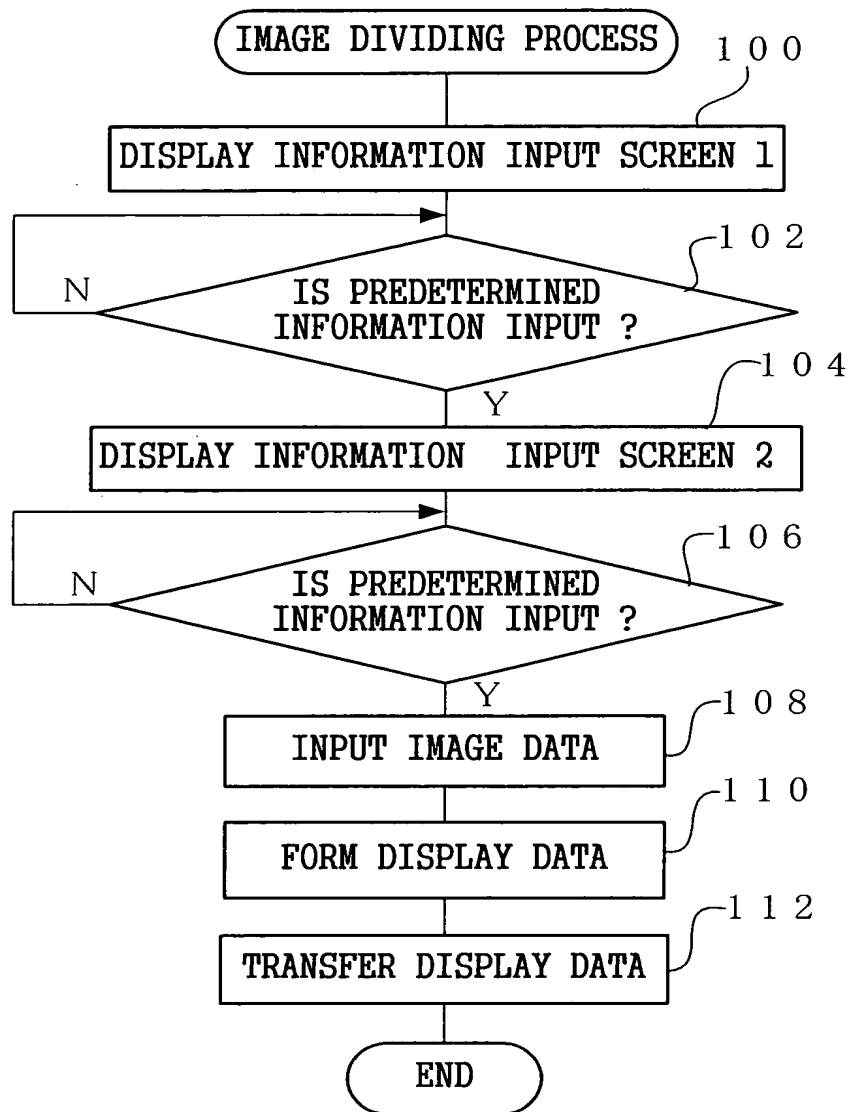 IMAGE DIVIDING PROCESS
100
DISPLAY INFORMATION INPUT SCREEN 1
102
N
IS PREDETERMINED
INFORMATION INPUT ?
104
Y
DISPLAY INFORMATION INPUT SCREEN 2
106
N
IS PREDETERMINED
INFORMATION INPUT ?
Y
108
INPUT IMAGE DATA
110
FORM DISPLAY DATA
112
TRANSFER DISPLAY DATA
END